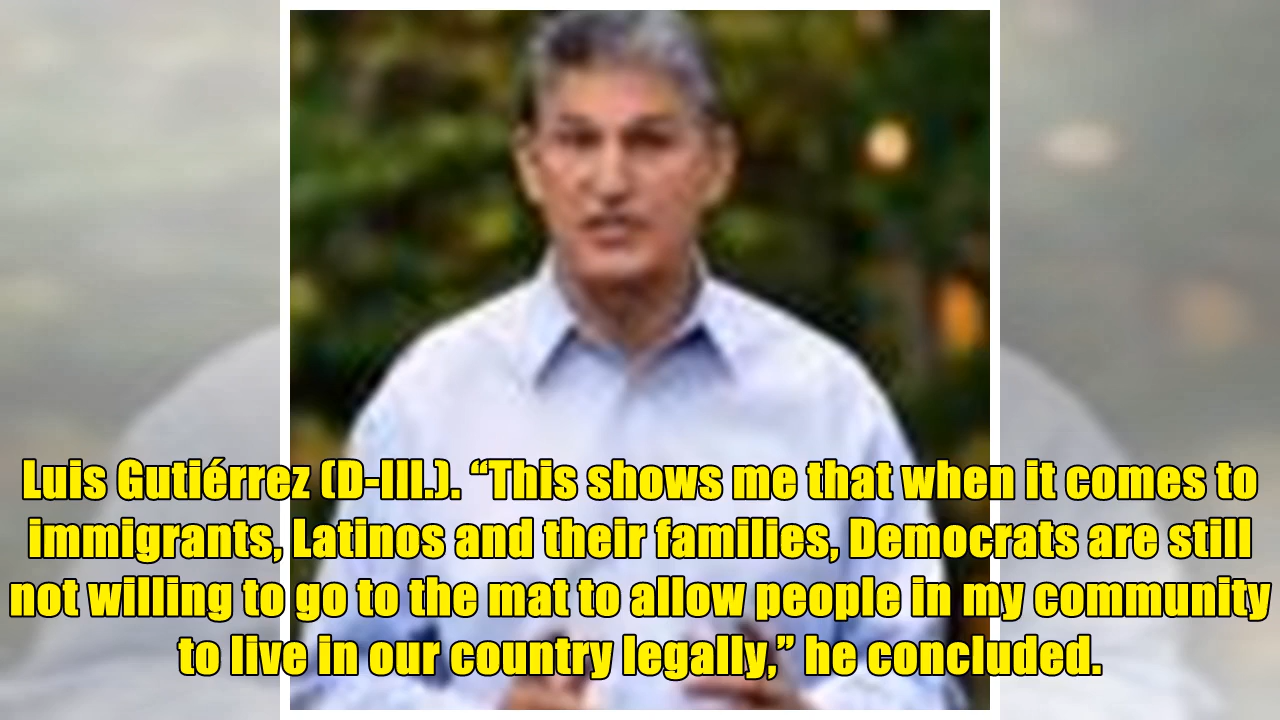 Luis Gutiérrez (D-Ill.). “This shows me that when it comes to
immigrants, Latinos and their families, Democrats are still
not willing to go to the mat to allow people in my community
to live in our country legally,” he concluded.